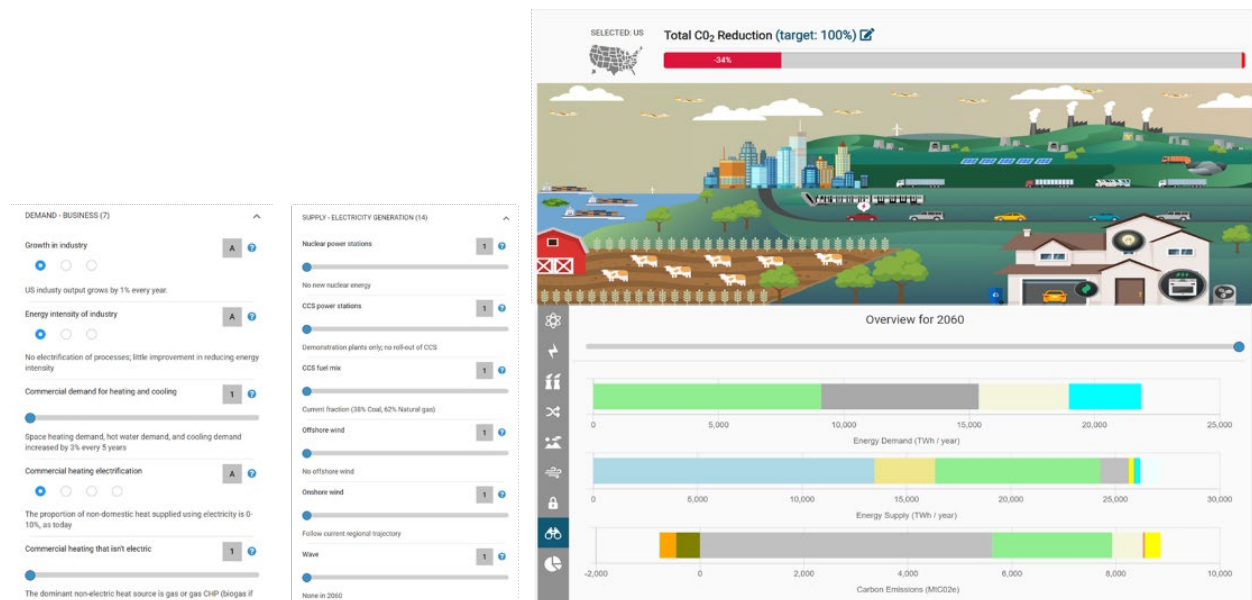 SELECTED: US
Total C0₂ Reduction (target: 100%)
-34%
DEMAND - BUSINESS (7)
Growth in industry
A
US industy output grows by 1% every year.
Energy intensity of industry
A
No electrification of processes; little improvement in reducing energy
intensity
Commercial demand for heating and cooling
1
Space heating demand, hot water demand, and cooling demand
increased by 3% every 5 years
Commercial heating electrification
A
The proportion of non-domestic heat supplied using electricity is 0-
10%, as today
Commercial heating that isn't electric
1
The dominant non-electric heat source is gas or gas CHP (biogas if
SUPPLY - ELECTRICITY GENERATION (14)
Nuclear power stations
1
No new nuclear energy
CCS power stations
1
Demonstration plants only; no roll-out of CCS
CCS fuel mix
1
Current fraction (38% Coal, 62% Natural gas)
Offshore wind
1
No offshore wind
Onshore wind
1
Follow current regional trajectory
Wave
1
None in 2060
Overview for 2060
0 5,000 10,000 15,000 20,000 25,000
Energy Demand (TWh / year)
0 5,000 10,000 15,000 20,000 25,000 30,000
Energy Supply (TWh / year)
-2,000 0 2,000 4,000 6,000 8,000 10,000
Carbon Emissions (MtC02e)